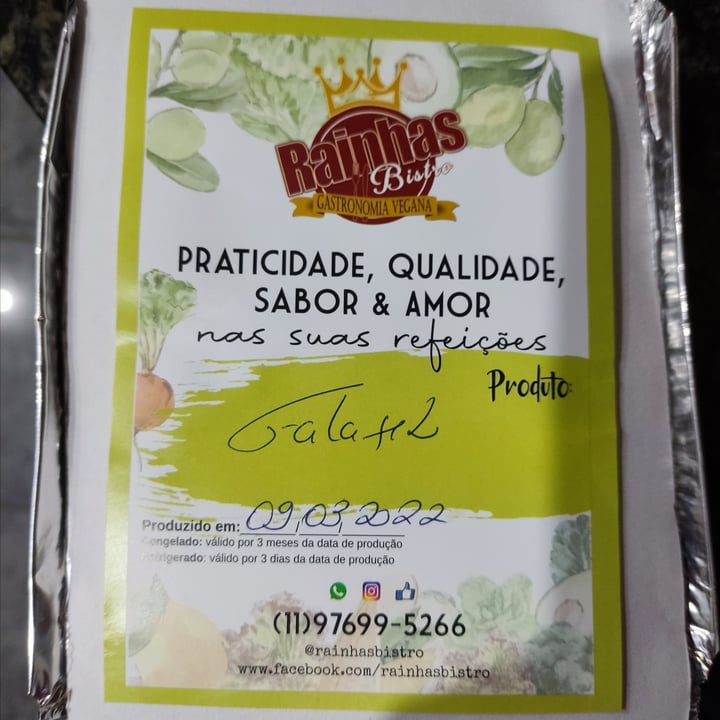 Rainhas
Bistrô
GASTRONOMIA VEGANA
PRATICIDADE, QUALIDADE,
SABOR & AMOR
nas suas refeições
Produto:
Falafel
Produzido em: 09,03,2022
Congelado: válido por 3 meses da data de produção
Refrigerado: válido por 3 dias da data de produção
(11)97699-5266
@rainhasbistro
www.facebook.com/rainhasbistro